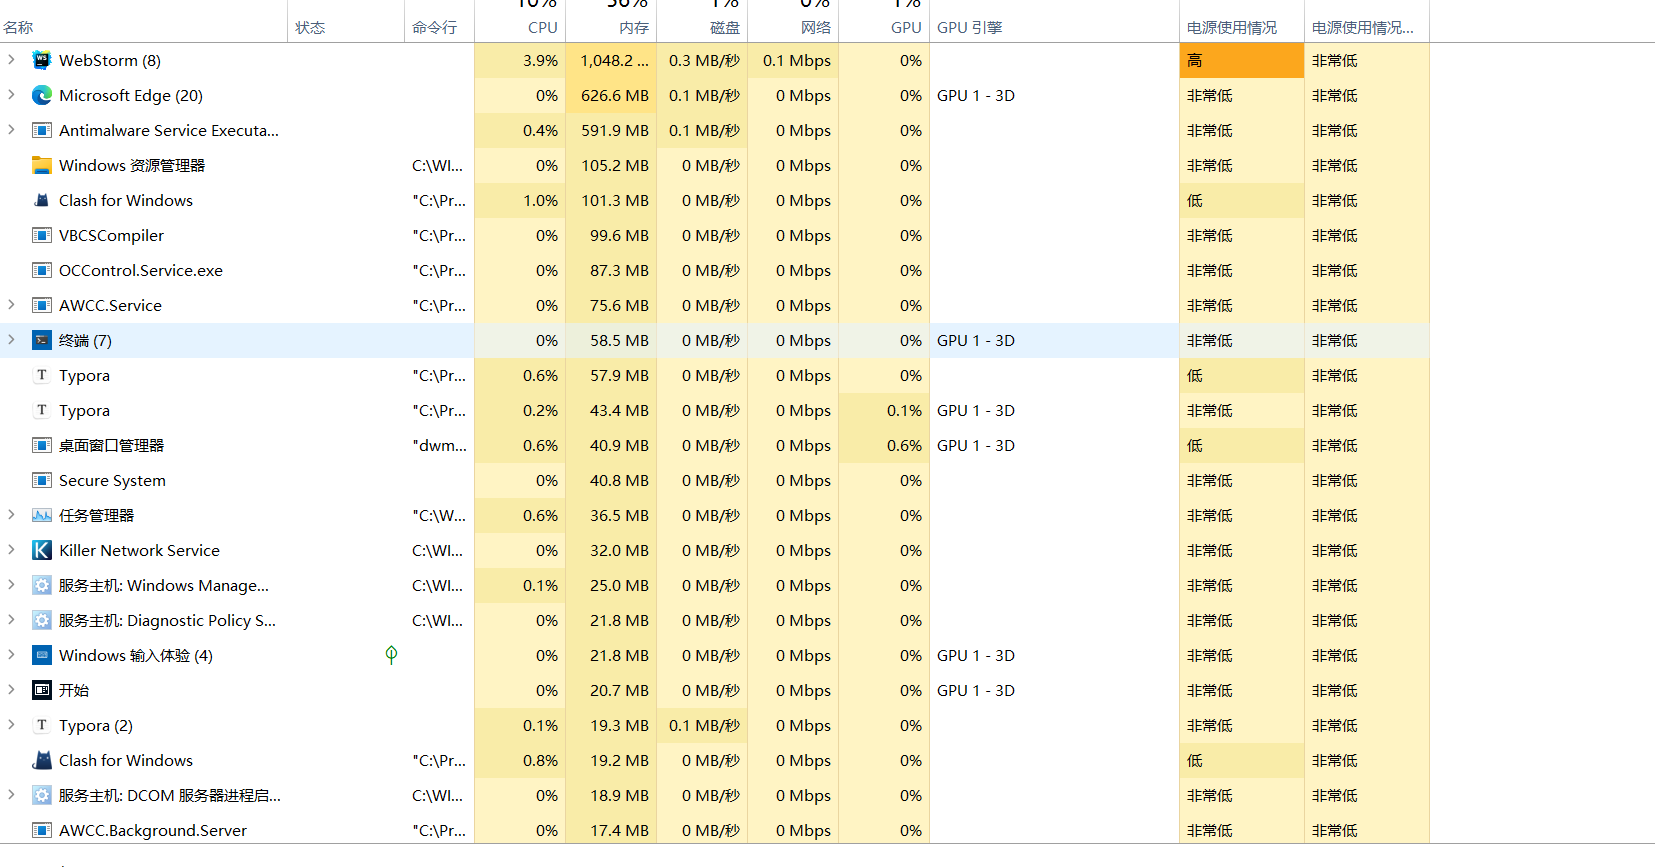 10% 36% 1% 0% 1%
名称 状态 命令行 CPU 内存 磁盘 网络 GPU GPU 引擎 电源使用情况 电源使用情况...
WebStorm (8) 3.9% 1,048.2 ... 0.3 MB/秒 0.1 Mbps 0% 高 非常低
Microsoft Edge (20) 0% 626.6 MB 0.1 MB/秒 0 Mbps 0% GPU 1 - 3D 非常低 非常低
Antimalware Service Executa... 0.4% 591.9 MB 0.1 MB/秒 0 Mbps 0% 非常低 非常低
Windows 资源管理器 C:\WI... 0% 105.2 MB 0 MB/秒 0 Mbps 0% 非常低 非常低
Clash for Windows "C:\Pr... 1.0% 101.3 MB 0 MB/秒 0 Mbps 0% 低 非常低
VBCSCompiler "C:\Pr... 0% 99.6 MB 0 MB/秒 0 Mbps 0% 非常低 非常低
OCControl.Service.exe "C:\Pr... 0% 87.3 MB 0 MB/秒 0 Mbps 0% 非常低 非常低
AWCC.Service "C:\Pr... 0% 75.6 MB 0 MB/秒 0 Mbps 0% 非常低 非常低
终端 (7) 0% 58.5 MB 0 MB/秒 0 Mbps 0% GPU 1 - 3D 非常低 非常低
Typora "C:\Pr... 0.6% 57.9 MB 0 MB/秒 0 Mbps 0% 低 非常低
Typora "C:\Pr... 0.2% 43.4 MB 0 MB/秒 0 Mbps 0.1% GPU 1 - 3D 非常低 非常低
桌面窗口管理器 "dwm... 0.6% 40.9 MB 0 MB/秒 0 Mbps 0.6% GPU 1 - 3D 低 非常低
Secure System 0% 40.8 MB 0 MB/秒 0 Mbps 0% 非常低 非常低
任务管理器 "C:\W... 0.6% 36.5 MB 0 MB/秒 0 Mbps 0% 非常低 非常低
Killer Network Service C:\WI... 0% 32.0 MB 0 MB/秒 0 Mbps 0% 非常低 非常低
服务主机: Windows Manage... C:\WI... 0.1% 25.0 MB 0 MB/秒 0 Mbps 0% 非常低 非常低
服务主机: Diagnostic Policy S... C:\WI... 0% 21.8 MB 0 MB/秒 0 Mbps 0% 非常低 非常低
Windows 输入体验 (4) 0% 21.8 MB 0 MB/秒 0 Mbps 0% GPU 1 - 3D 非常低 非常低
开始 0% 20.7 MB 0 MB/秒 0 Mbps 0% GPU 1 - 3D 非常低 非常低
Typora (2) 0.1% 19.3 MB 0.1 MB/秒 0 Mbps 0% 非常低 非常低
Clash for Windows "C:\Pr... 0.8% 19.2 MB 0 MB/秒 0 Mbps 0% 低 非常低
服务主机: DCOM 服务器进程启... C:\WI... 0% 18.9 MB 0 MB/秒 0 Mbps 0% 非常低 非常低
AWCC.Background.Server "C:\Pr... 0% 17.4 MB 0 MB/秒 0 Mbps 0% 非常低 非常低